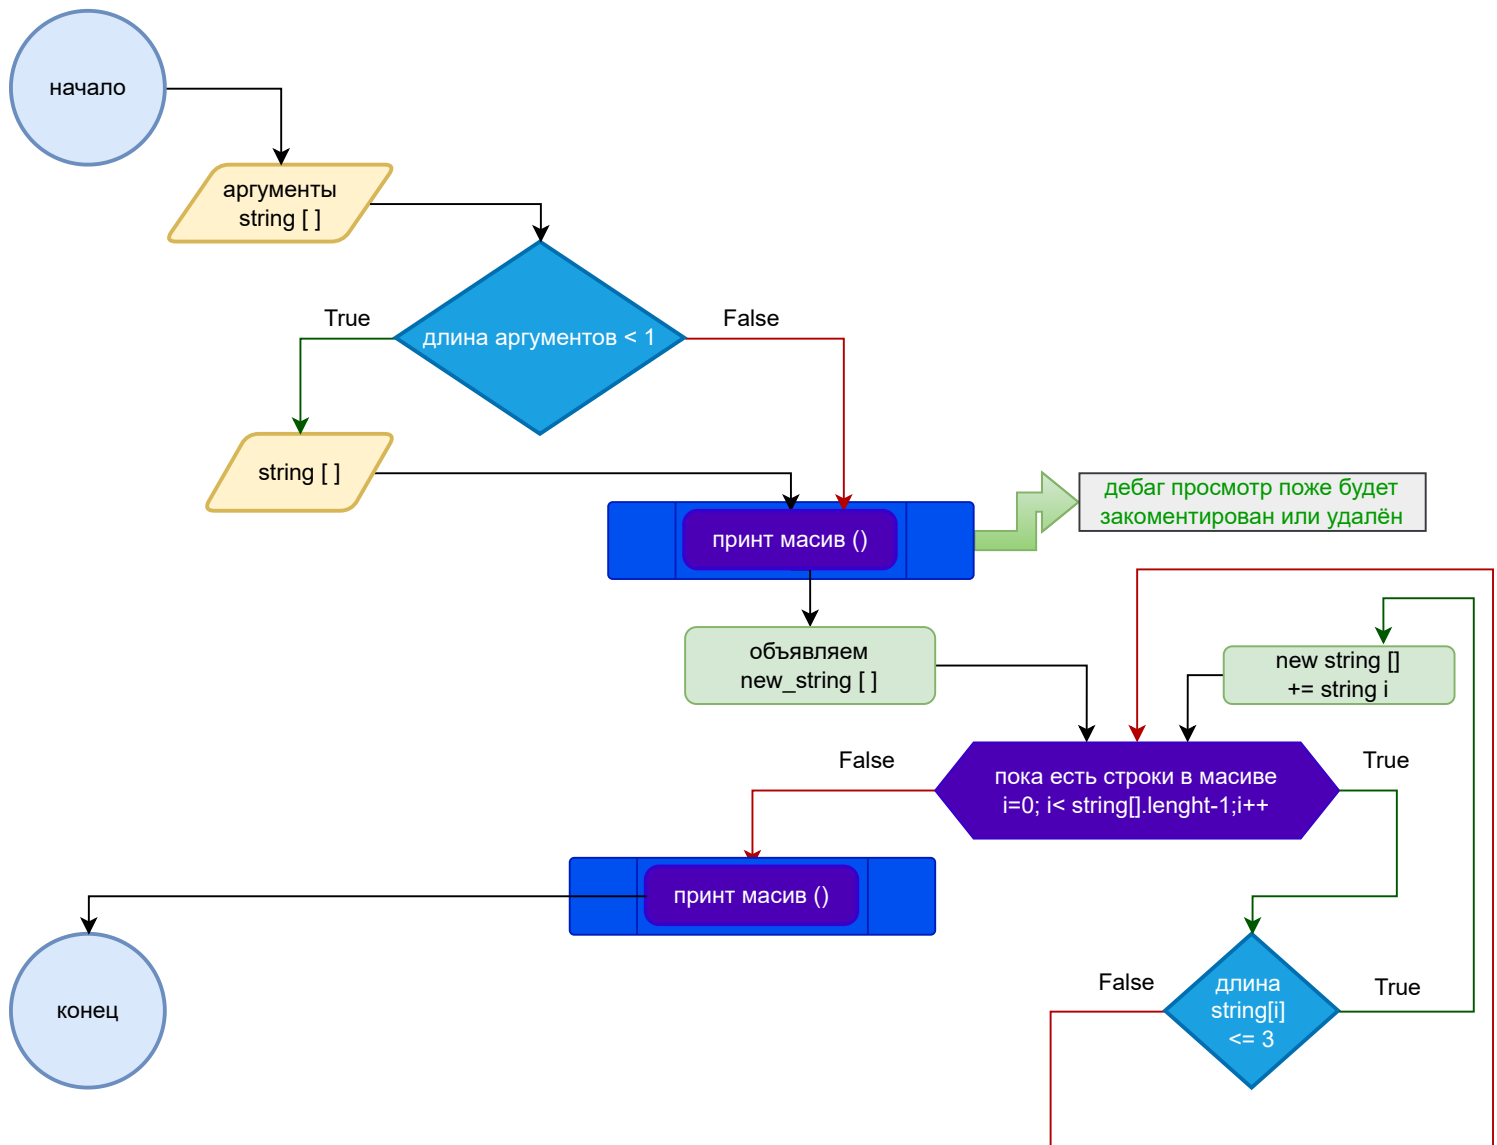 начало
аргументы
string [ ]
True
False
длина аргументов < 1
string [ ]
дебаг просмотр поже будет
закоментирован или удалён
принт масив ()
объявляем
new_string [ ]
new string []
+= string i
False
True
пока есть строки в масиве
i=0; i< string[].lenght-1;i++
принт масив ()
False
True
длина
string[i]
<= 3
конец